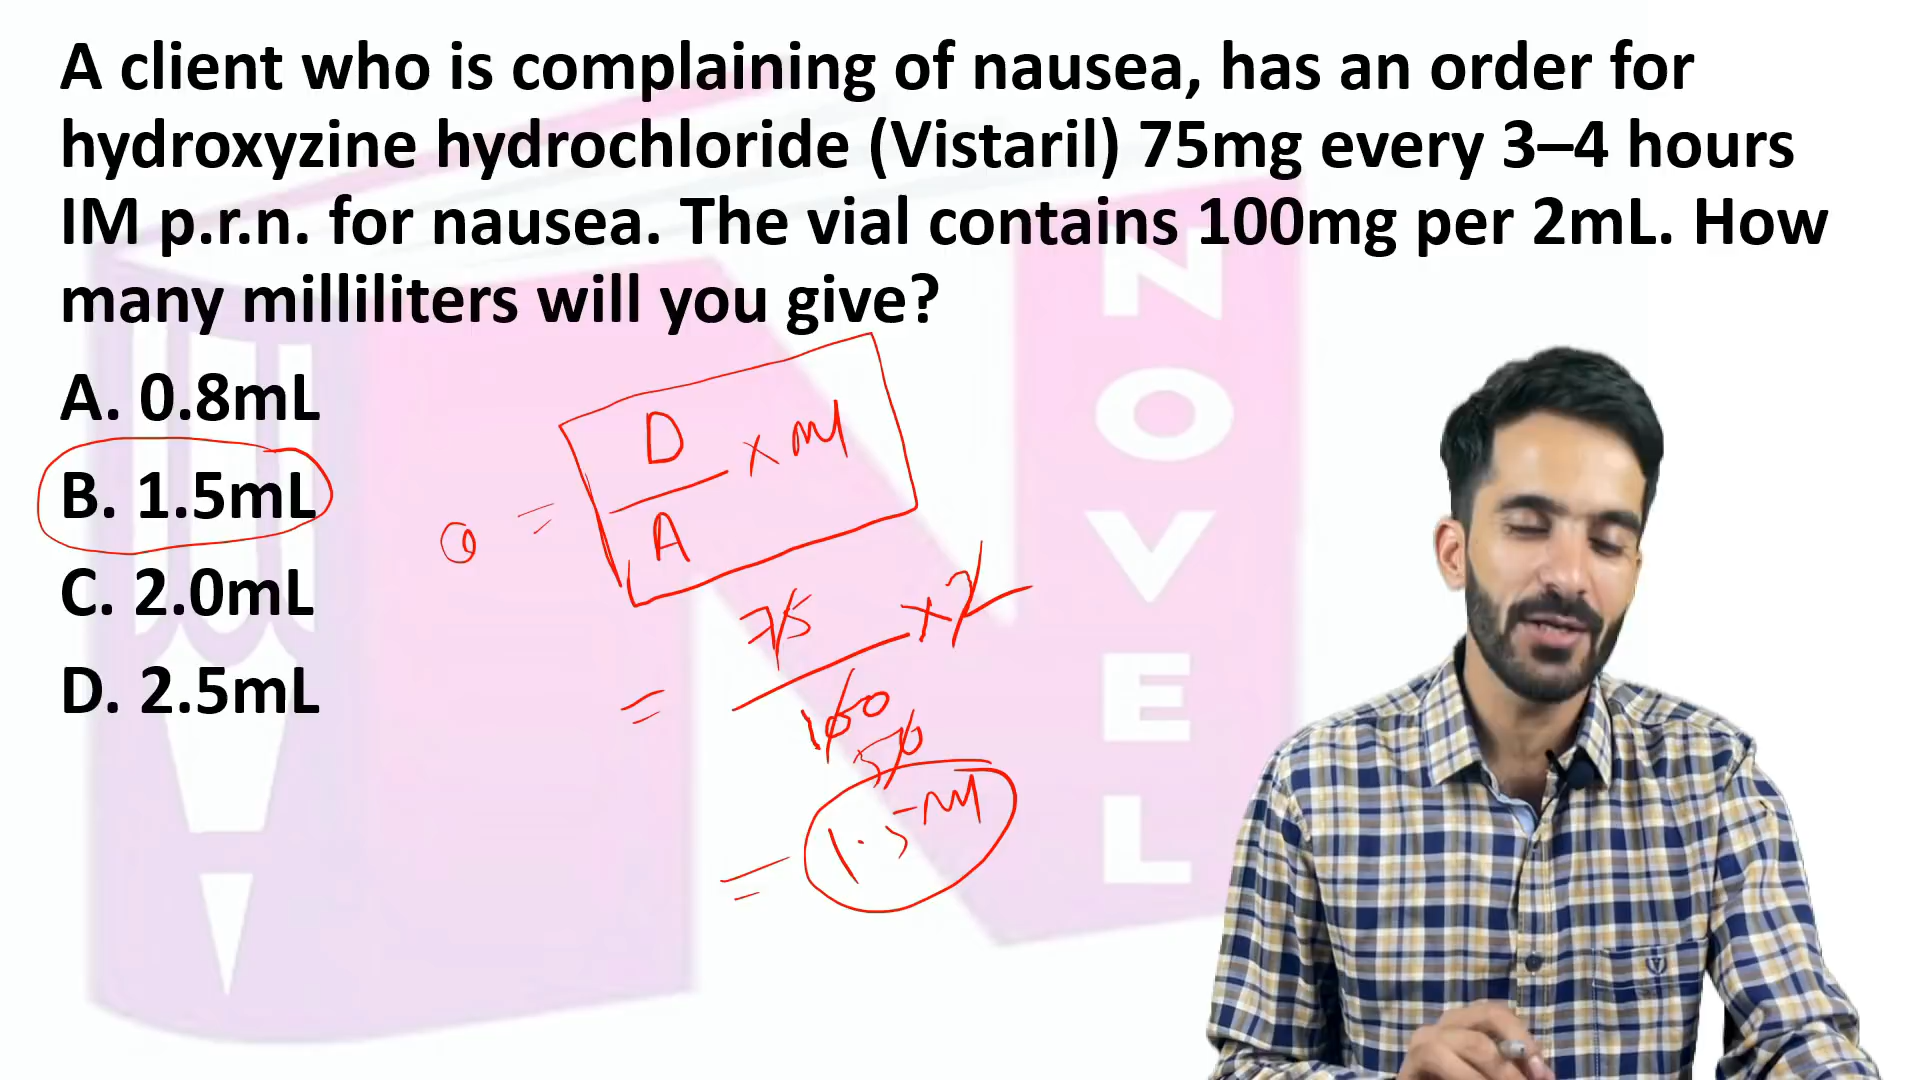 A client who is complaining of nausea, has an order for
hydroxyzine hydrochloride (Vistaril) 75mg every 3–4 hours
IM p.r.n. for nausea. The vial contains 100mg per 2mL. How
many milliliters will you give?
A. 0.8mL
B. 1.5mL
C. 2.0mL
D. 2.5mL
= D/A × ml
= 75/100 × 2
50
= 1.5 ml
NOVEL